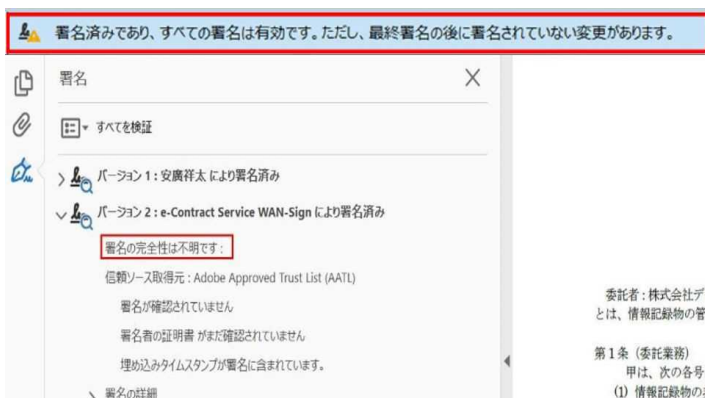 署名済みであり、すべての署名は有効です。ただし、最終署名の後に署名されていない変更があります。
署名
すべてを検証
バージョン 1 : 安廣祥太 により署名済み
バージョン 2 : e-Contract Service WAN-Sign により署名済み
署名の完全性は不明です :
信頼ソース取得元 : Adobe Approved Trust List (AATL)
署名が確認されていません
署名者の証明書 がまだ確認されていません
埋め込みタイムスタンプが署名に含まれています。
署名の詳細
委託者:株式会社デ
とは、情報記録物の管
第1条(委託業務)
甲は、次の各号
(1) 情報記録物の